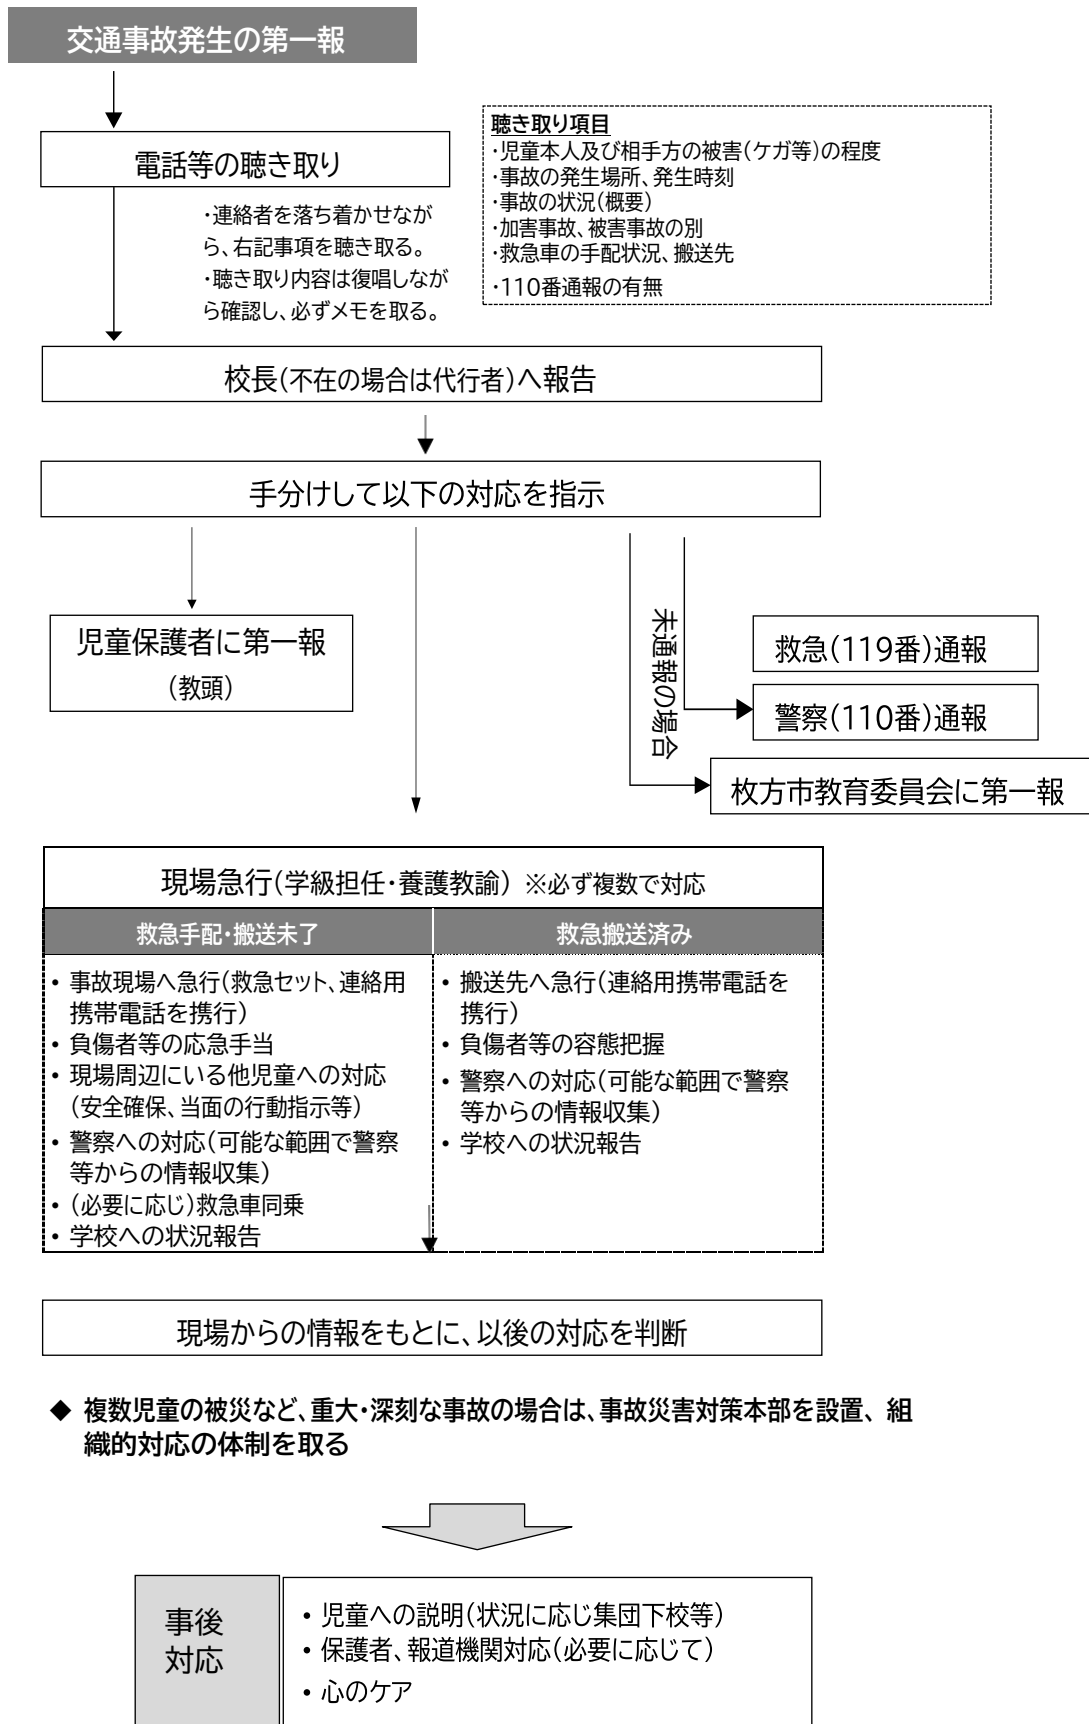 交通事故発生の第一報
電話等の聴き取り
・連絡者を落ち着かせなが
ら、右記事項を聴き取る。
・聴き取り内容は復唱しなが
ら確認し、必ずメモを取る。
聴き取り項目
・児童本人及び相手方の被害(ケガ等)の程度
・事故の発生場所、発生時刻
・事故の状況(概要)
・加害事故、被害事故の別
・救急車の手配状況、搬送先
・110番通報の有無
校長(不在の場合は代行者)へ報告
手分けして以下の対応を指示
児童保護者に第一報
(教頭)
未通報の場合
救急(119番)通報
警察(110番)通報
枚方市教育委員会に第一報
現場急行(学級担任・養護教諭) ※必ず複数で対応
救急手配・搬送未了
• 事故現場へ急行(救急セット、連絡用
携帯電話を携行)
• 負傷者等の応急手当
• 現場周辺にいる他児童への対応
(安全確保、当面の行動指示等)
• 警察への対応(可能な範囲で警察
等からの情報収集)
• (必要に応じ)救急車同乗
• 学校への状況報告
救急搬送済み
• 搬送先へ急行(連絡用携帯電話を
携行)
• 負傷者等の容態把握
• 警察への対応(可能な範囲で警察
等からの情報収集)
• 学校への状況報告
現場からの情報をもとに、以後の対応を判断
◆ 複数児童の被災など、重大・深刻な事故の場合は、事故災害対策本部を設置、組
織的対応の体制を取る
事後
対応
• 児童への説明(状況に応じ集団下校等)
• 保護者、報道機関対応(必要に応じて)
• 心のケア